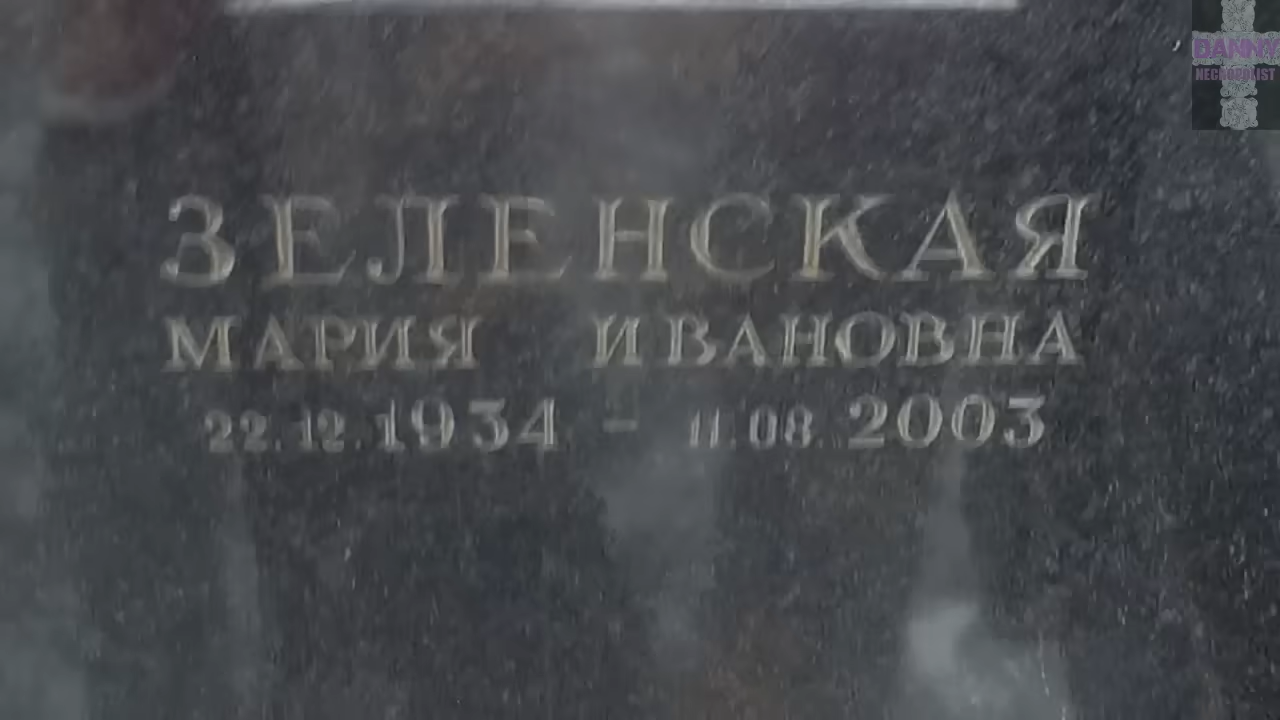 DANNY
NECROPOLIST
ЗЕЛЕНСКАЯ
МАРИЯ ИВАНОВНА
22.12.1934 - 11.08.2003